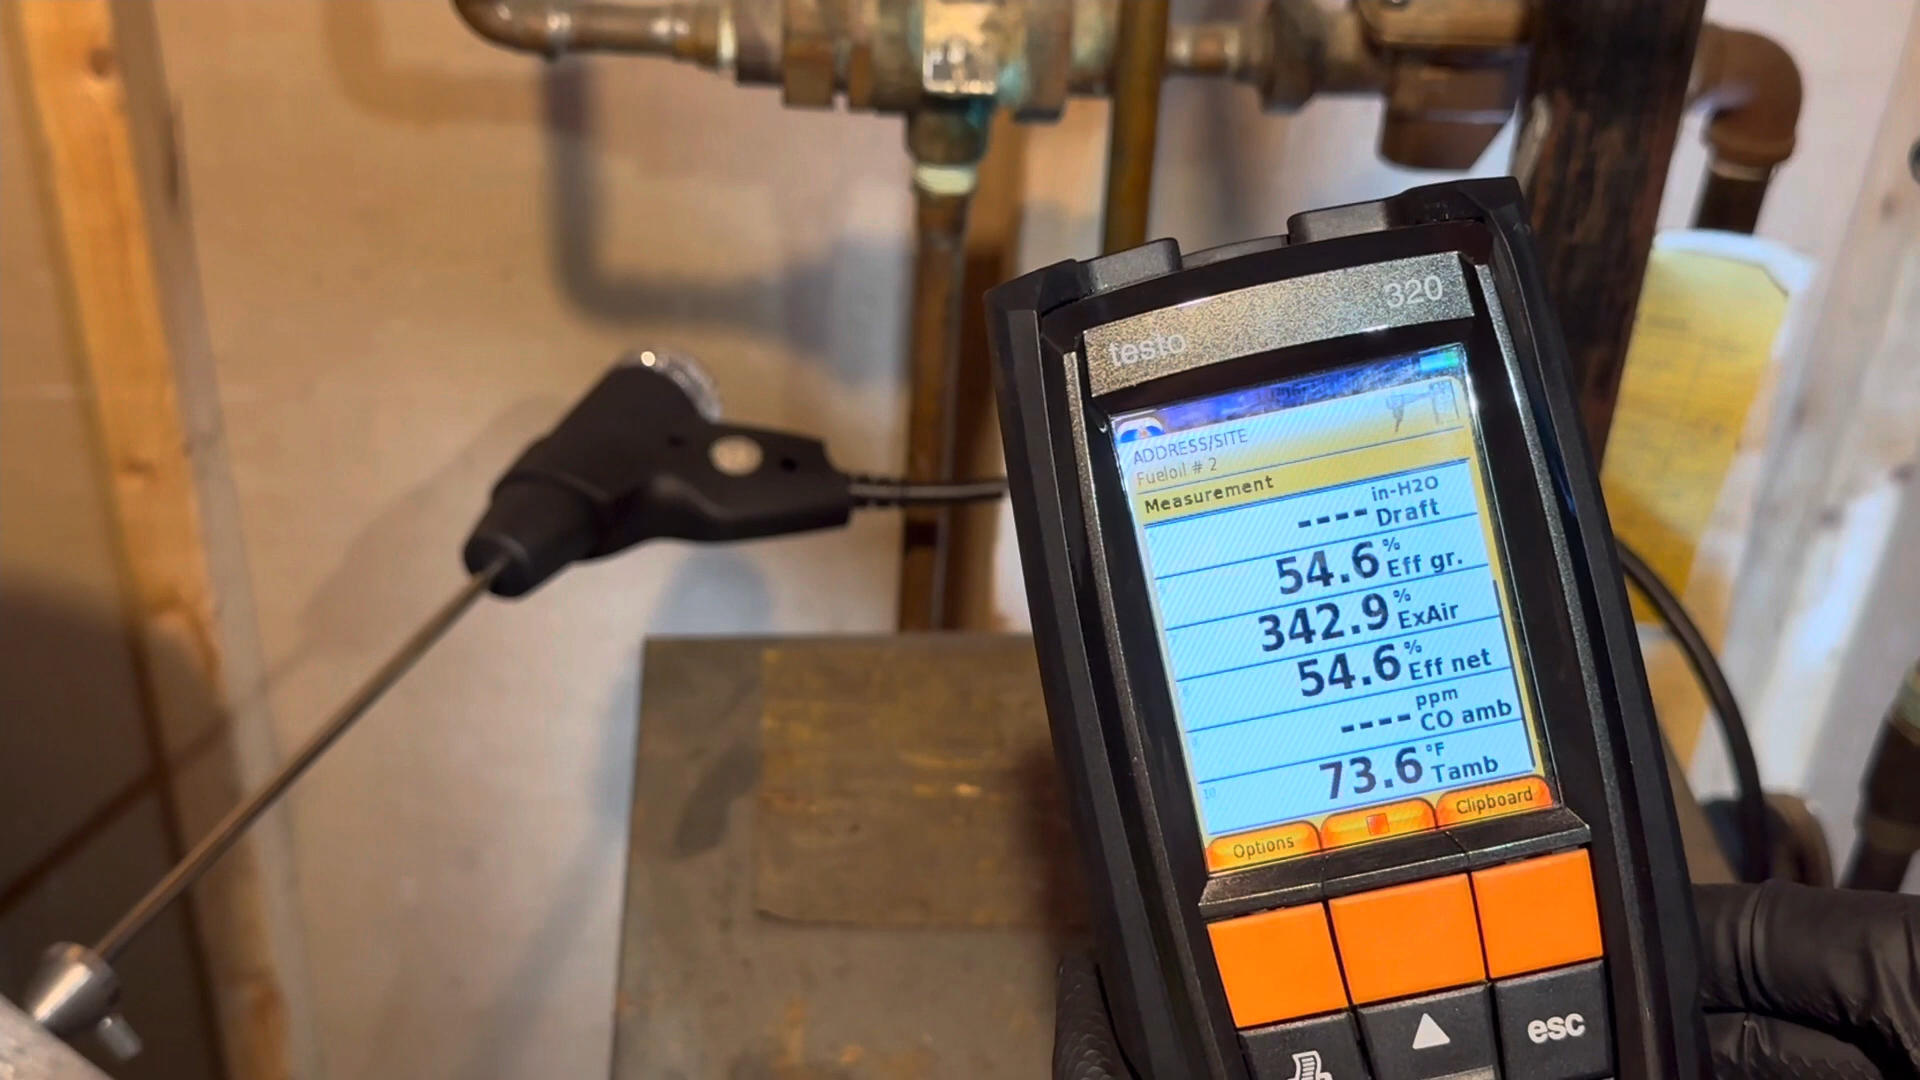 testo 320
ADDRESS/SITE
Fueloil # 2
Measurement
---- in-H2O Draft
54.6 % Eff gr.
342.9 % ExAir
54.6 % Eff net
---- ppm CO amb
10 73.6 °F Tamb
Options Clipboard
esc